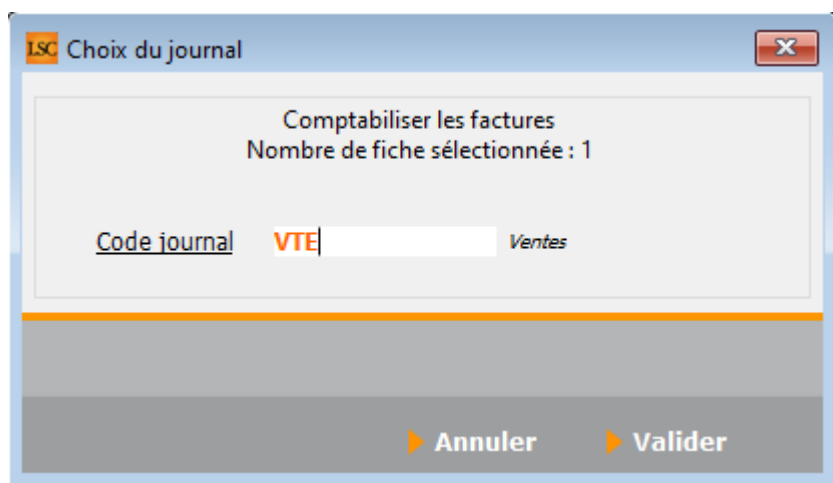 LSC Choix du journal
Comptabiliser les factures
Nombre de fiche sélectionnée : 1
Code journal VTE Ventes
Annuler Valider